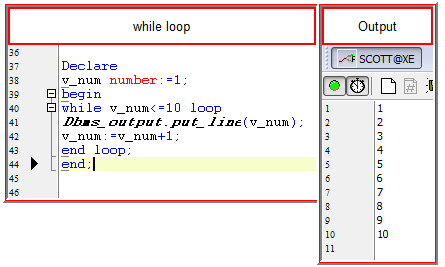 while loop
36
37 Declare
38 v_num number:=1;
39 begin
40 while v_num<=10 loop
41 Dbms_output.put_line(v_num);
42 v_num:=v_num+1;
43 end loop;
44 end;
45
46
Output
SCOTT@XE
1 1
2 2
3 3
4 4
5 5
6 6
7 7
8 8
9 9
10 10
11